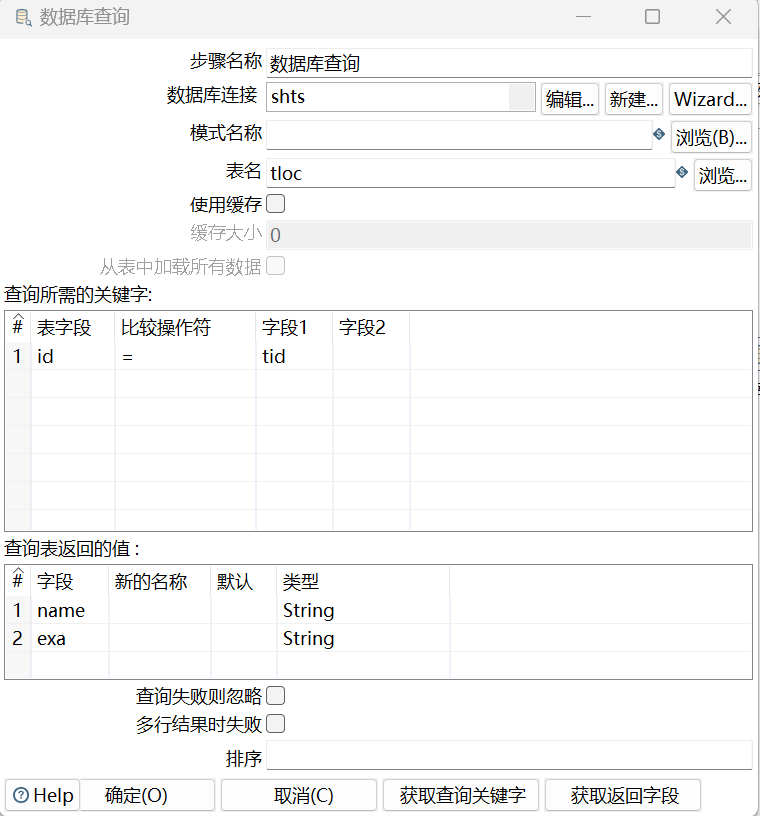 数据库查询
步骤名称 数据库查询
数据库连接 shts 编辑... 新建... Wizard...
模式名称 浏览(B)...
表名 tloc 浏览...
使用缓存
缓存大小 0
从表中加载所有数据
查询所需的关键字:
# 表字段 比较操作符 字段1 字段2
1 id = tid
查询表返回的值 :
# 字段 新的名称 默认 类型
1 name String
2 exa String
查询失败则忽略
多行结果时失败
排序
Help 确定(O) 取消(C) 获取查询关键字 获取返回字段